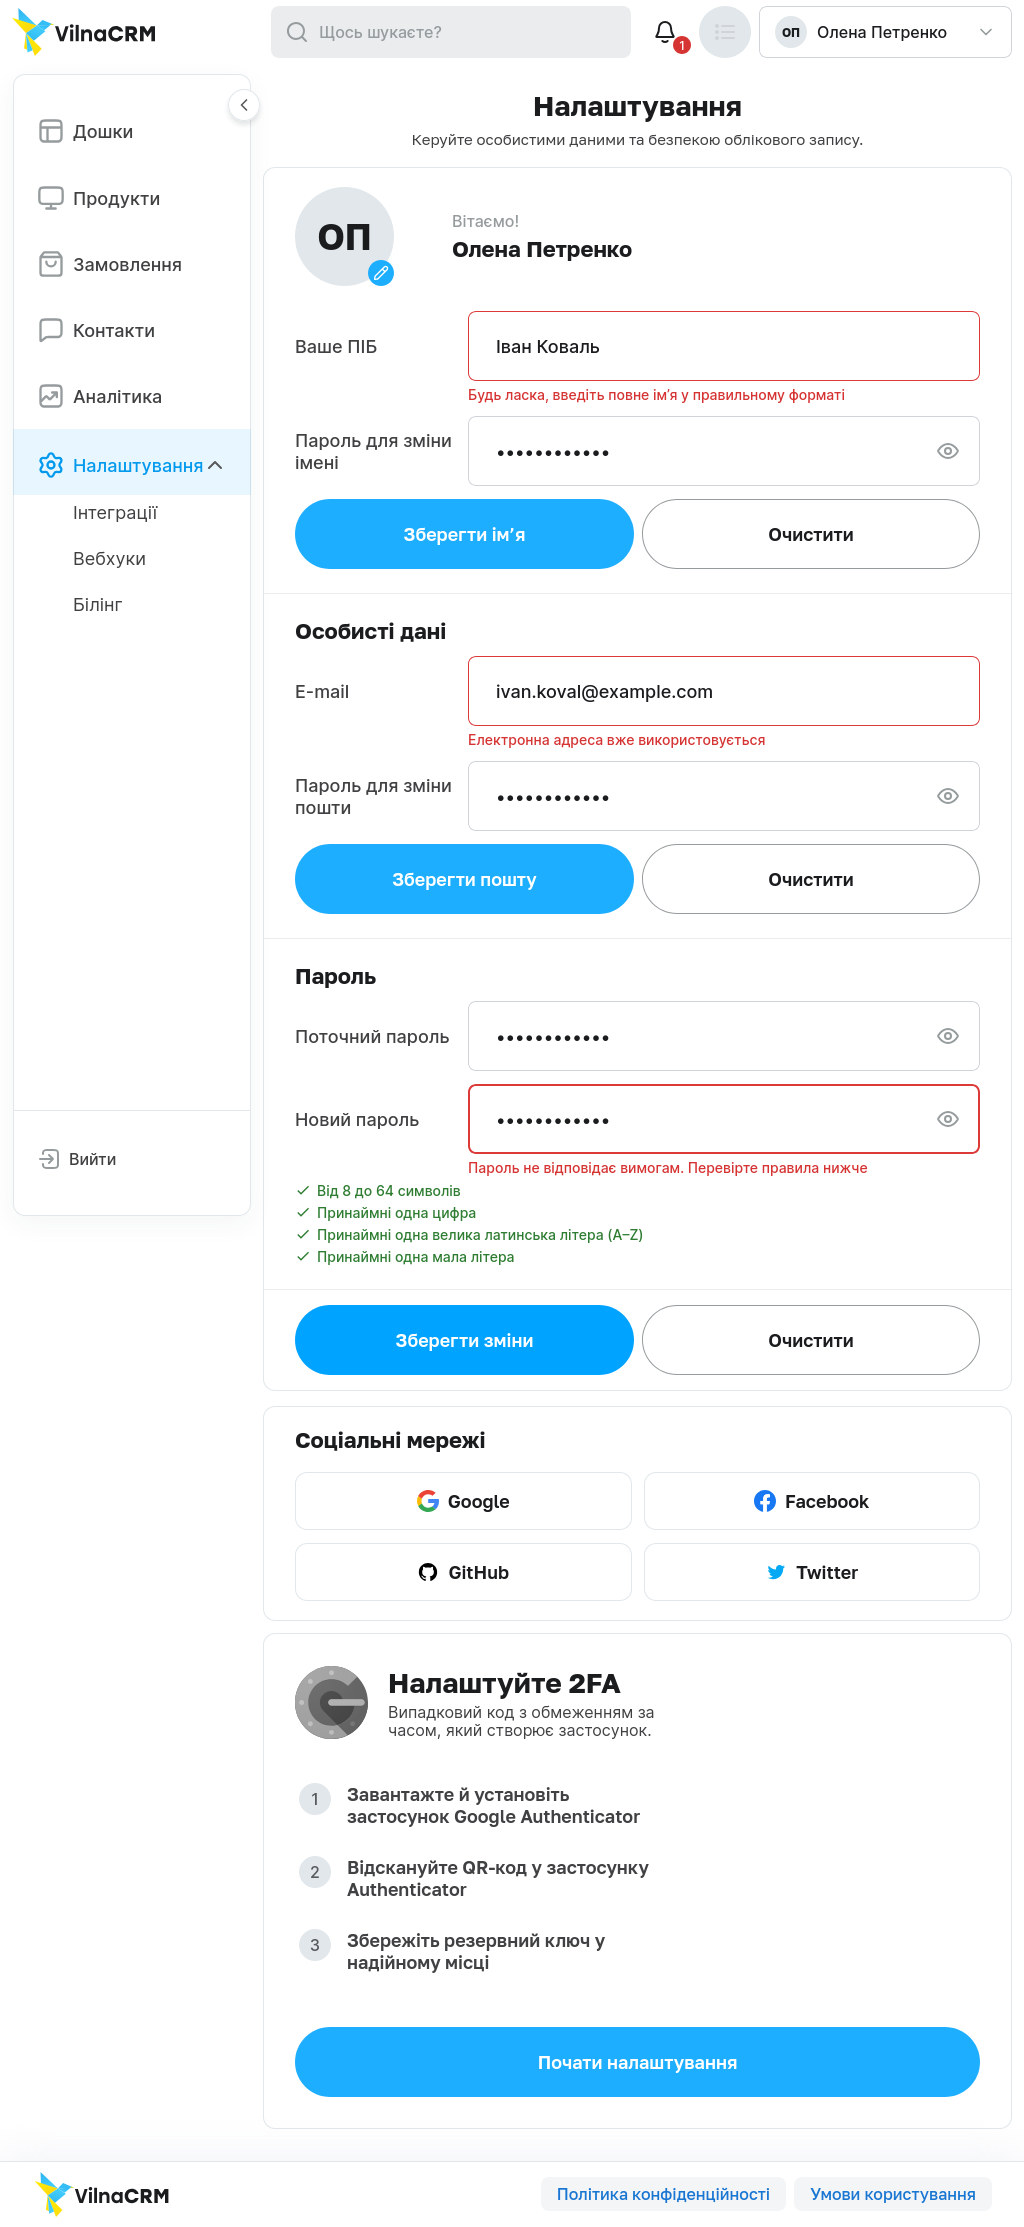 VilnaCRM
Щось шукаєте?
1
ОП
Олена Петренко
Дошки
Продукти
Замовлення
Контакти
Аналітика
Налаштування
Інтеграції
Вебхуки
Білінг
Вийти
Налаштування
Керуйте особистими даними та безпекою облікового запису.
ОП
Вітаємо!
Олена Петренко
Ваше ПІБ
Іван Коваль
Будь ласка, введіть повне ім’я у правильному форматі
Пароль для зміни
імені
••••••••••••
Зберегти ім’я
Очистити
Особисті дані
E-mail
ivan.koval@example.com
Електронна адреса вже використовується
Пароль для зміни
пошти
••••••••••••
Зберегти пошту
Очистити
Пароль
Поточний пароль
••••••••••••
Новий пароль
••••••••••••
Пароль не відповідає вимогам. Перевірте правила нижче
Від 8 до 64 символів
Принаймні одна цифра
Принаймні одна велика латинська літера (A–Z)
Принаймні одна мала літера
Зберегти зміни
Очистити
Соціальні мережі
Google
Facebook
GitHub
Twitter
Налаштуйте 2FA
Випадковий код з обмеженням за
часом, який створює застосунок.
1
Завантажте й установіть
застосунок Google Authenticator
2
Відскануйте QR-код у застосунку
Authenticator
3
Збережіть резервний ключ у
надійному місці
Почати налаштування
VilnaCRM
Політика конфіденційності
Умови користування